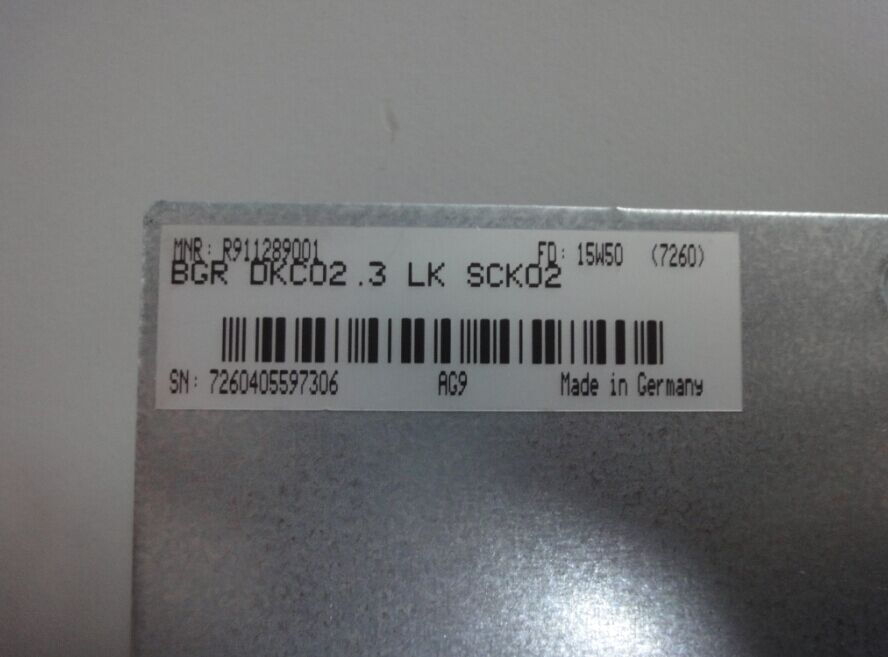 MNR: R911289001 FD: 15W50 (7260)
BGR DKC02.3 LK SCK02
SN: 7260405597306 AG9 Made in Germany